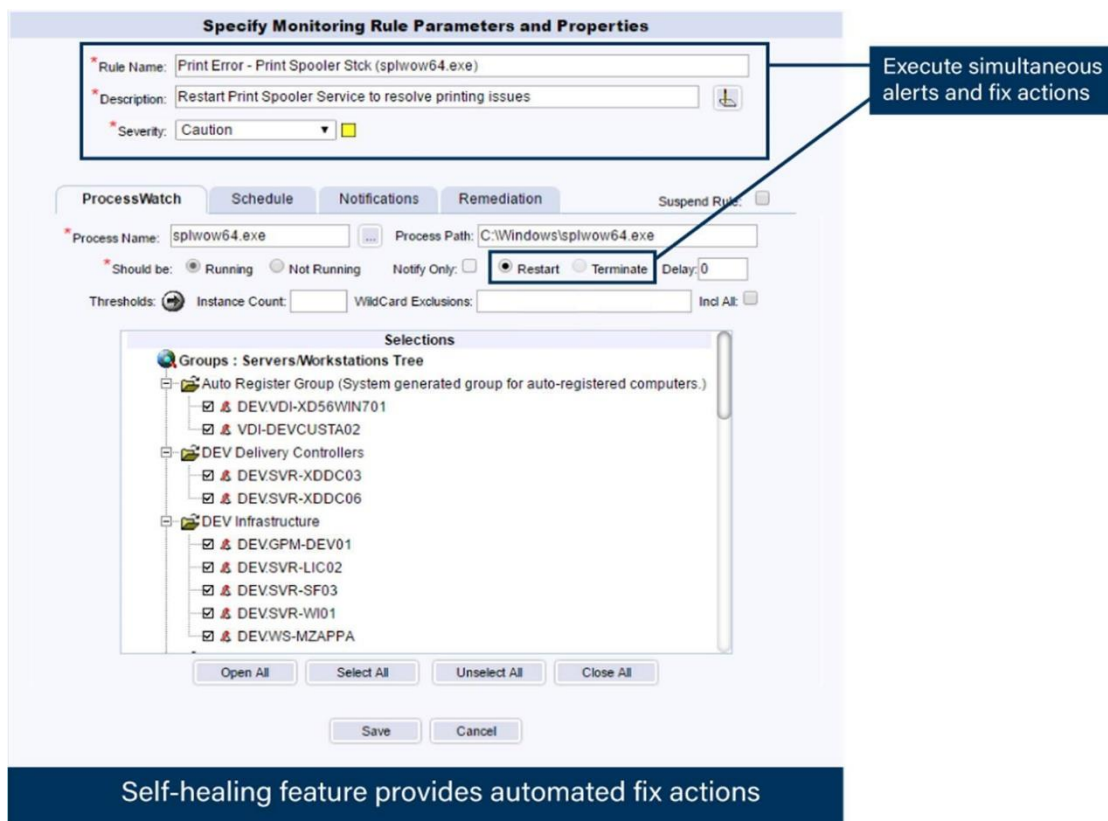 Specify Monitoring Rule Parameters and Properties
*Rule Name: Print Error - Print Spooler Stck (splwow64.exe)
*Description: Restart Print Spooler Service to resolve printing issues
*Severity: Caution
Execute simultaneous
alerts and fix actions
ProcessWatch Schedule Notifications Remediation Suspend Rule:
*Process Name: splwow64.exe ... Process Path: C:\Windows\splwow64.exe
*Should be: Running Not Running Notify Only: Restart Terminate Delay: 0
Thresholds: Instance Count: WildCard Exclusions: Incl All:
Selections
Groups : Servers/Workstations Tree
Auto Register Group (System generated group for auto-registered computers.)
DEV.VDI-XD56WIN701
VDI-DEVCUSTA02
DEV Delivery Controllers
DEV.SVR-XDDC03
DEV.SVR-XDDC06
DEV Infrastructure
DEV.GPM-DEV01
DEV.SVR-LIC02
DEV.SVR-SF03
DEV.SVR-WI01
DEV.WS-MZAPPA
Open All Select All Unselect All Close All
Save Cancel
Self-healing feature provides automated fix actions